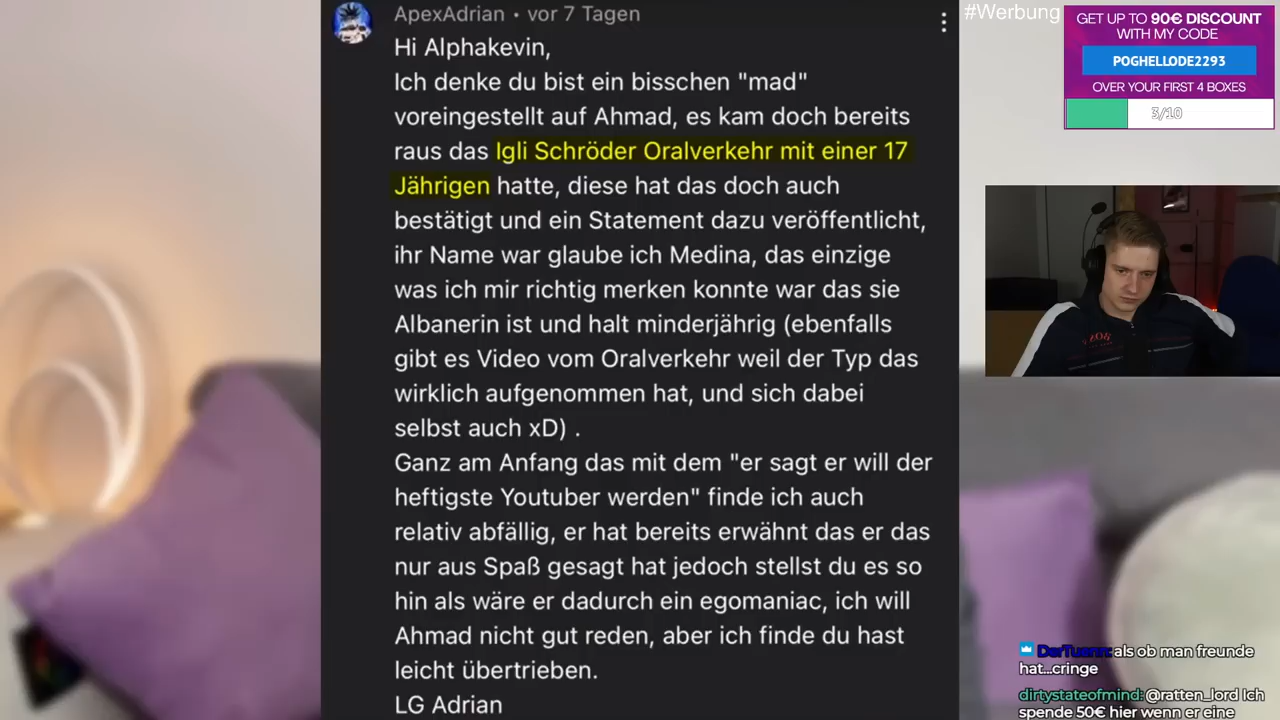 ApexAdrian • vor 7 Tagen
Hi Alphakevin,
Ich denke du bist ein bisschen "mad"
voreingestellt auf Ahmad, es kam doch bereits
raus das Igli Schröder Oralverkehr mit einer 17
Jährigen hatte, diese hat das doch auch
bestätigt und ein Statement dazu veröffentlicht,
ihr Name war glaube ich Medina, das einzige
was ich mir richtig merken konnte war das sie
Albanerin ist und halt minderjährig (ebenfalls
gibt es Video vom Oralverkehr weil der Typ das
wirklich aufgenommen hat, und sich dabei
selbst auch xD) .
Ganz am Anfang das mit dem "er sagt er will der
heftigste Youtuber werden" finde ich auch
relativ abfällig, er hat bereits erwähnt das er das
nur aus Spaß gesagt hat jedoch stellst du es so
hin als wäre er dadurch ein egomaniac, ich will
Ahmad nicht gut reden, aber ich finde du hast
leicht übertrieben.
LG Adrian
#Werbung
GET UP TO 90€ DISCOUNT
WITH MY CODE
POGHELLODE2293
OVER YOUR FIRST 4 BOXES
3/10
DerTuenn: als ob man freunde
hat...cringe
dirtystateofmind: @ratten_lord Ich
spende 50€ hier wenn er eine